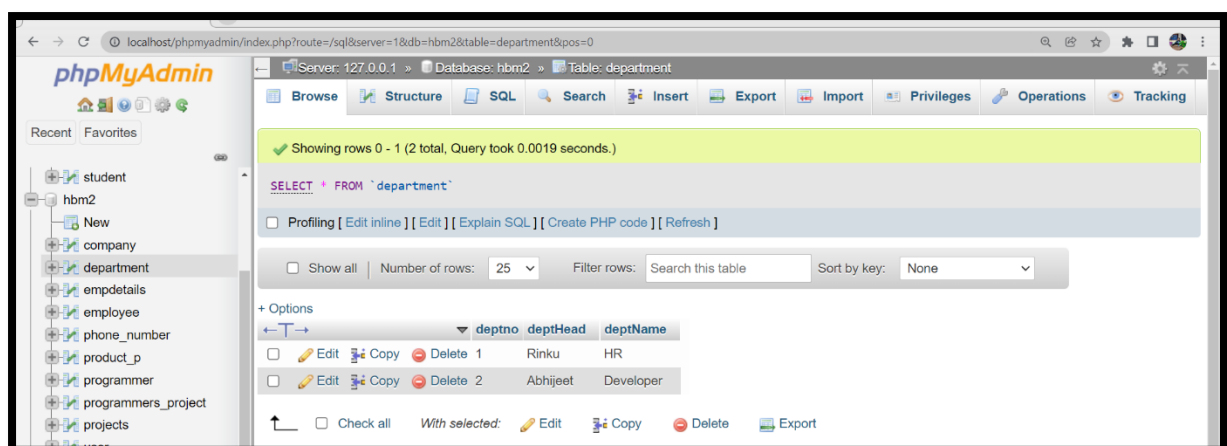 localhost/phpmyadmin/index.php?route=/sql&server=1&db=hbm2&table=department&pos=0
phpMyAdmin
Server: 127.0.0.1 » Database: hbm2 » Table: department
Browse Structure SQL Search Insert Export Import Privileges Operations Tracking
Recent Favorites
student
hbm2
New
company
department
empdetails
employee
phone_number
product_p
programmer
programmers_project
projects
Showing rows 0 - 1 (2 total, Query took 0.0019 seconds.)
SELECT * FROM `department`
Profiling [ Edit inline ] [ Edit ] [ Explain SQL ] [ Create PHP code ] [ Refresh ]
Show all | Number of rows: 25 Filter rows: Search this table Sort by key: None
+ Options
←T→ deptno deptHead deptName
Edit Copy Delete 1 Rinku HR
Edit Copy Delete 2 Abhijeet Developer
Check all With selected: Edit Copy Delete Export